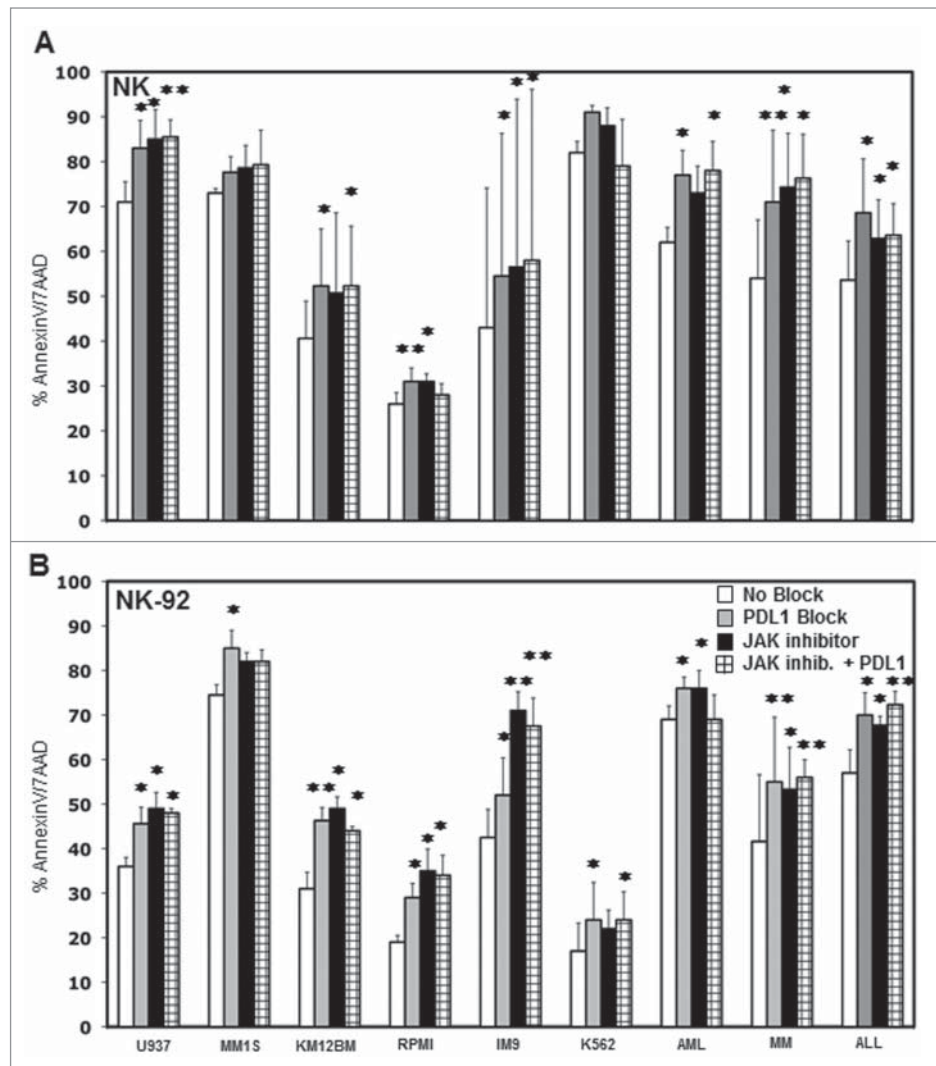 A
NK
% AnnexinV/7AAD
100
90
80
70
60
50
40
30
20
10
0
B
NK-92
% AnnexinV/7AAD
100
90
80
70
60
50
40
30
20
10
0
No Block
PDL1 Block
JAK inhibitor
JAK inhib. + PDL1
U937 MM1S KM12BM RPMI IM9 K562 AML MM ALL